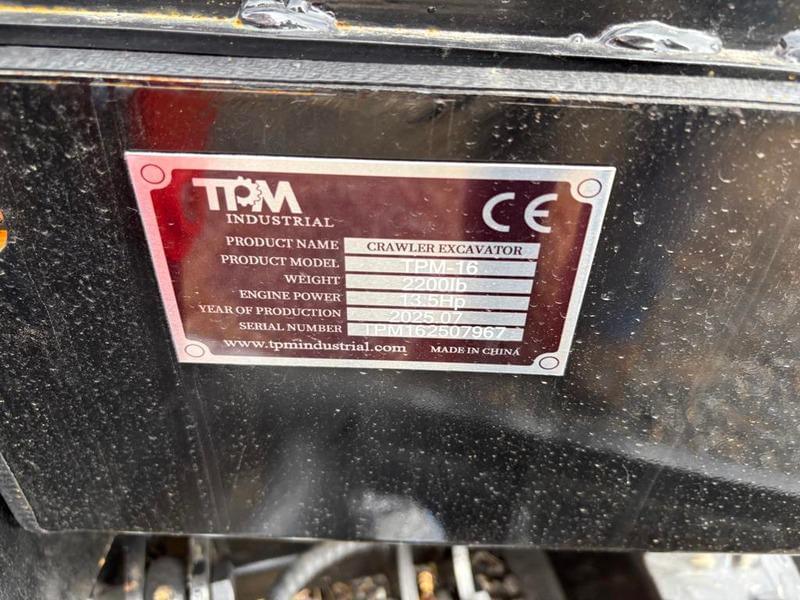 TPM
INDUSTRIAL
CE
PRODUCT NAME CRAWLER EXCAVATOR
PRODUCT MODEL TPM-16
WEIGHT 2200lb
ENGINE POWER 13.5Hp
YEAR OF PRODUCTION 2025.07
SERIAL NUMBER TPM162507967
www.tpmindustrial.com MADE IN CHINA